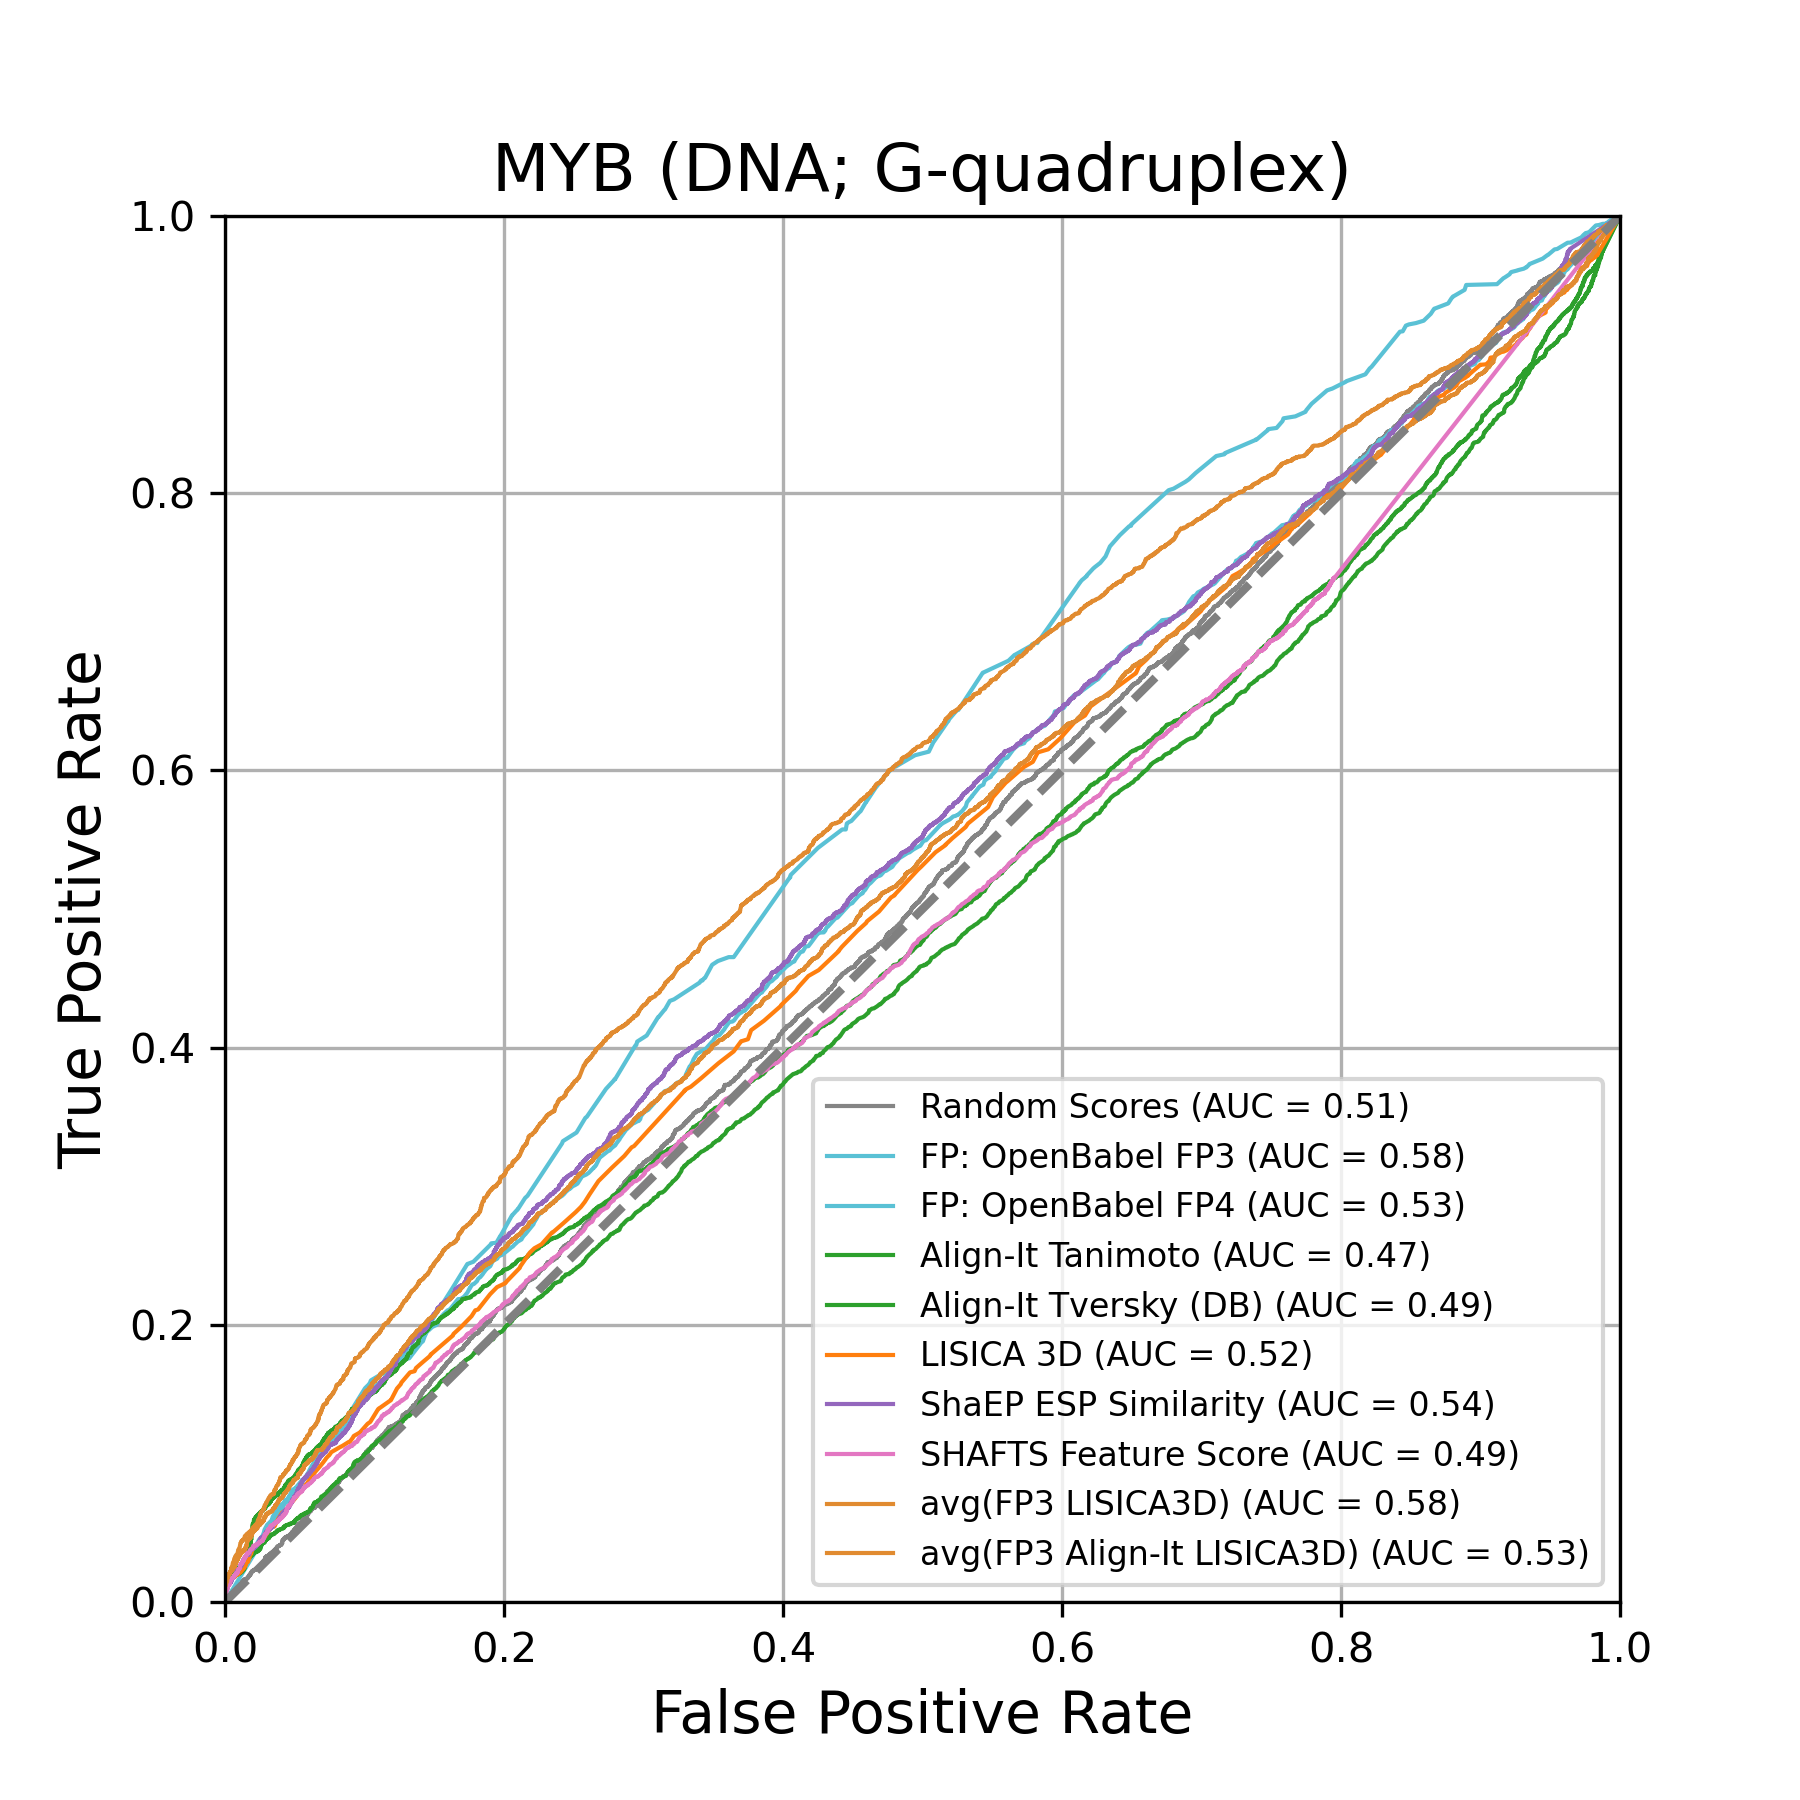 MYB (DNA; G-quadruplex)
True Positive Rate
1.0
0.8
0.6
0.4
0.2
0.0
Random Scores (AUC = 0.51)
FP: OpenBabel FP3 (AUC = 0.58)
FP: OpenBabel FP4 (AUC = 0.53)
Align-It Tanimoto (AUC = 0.47)
Align-It Tversky (DB) (AUC = 0.49)
LISICA 3D (AUC = 0.52)
ShaEP ESP Similarity (AUC = 0.54)
SHAFTS Feature Score (AUC = 0.49)
avg(FP3 LISICA3D) (AUC = 0.58)
avg(FP3 Align-It LISICA3D) (AUC = 0.53)
0.0 0.2 0.4 0.6 0.8 1.0
False Positive Rate